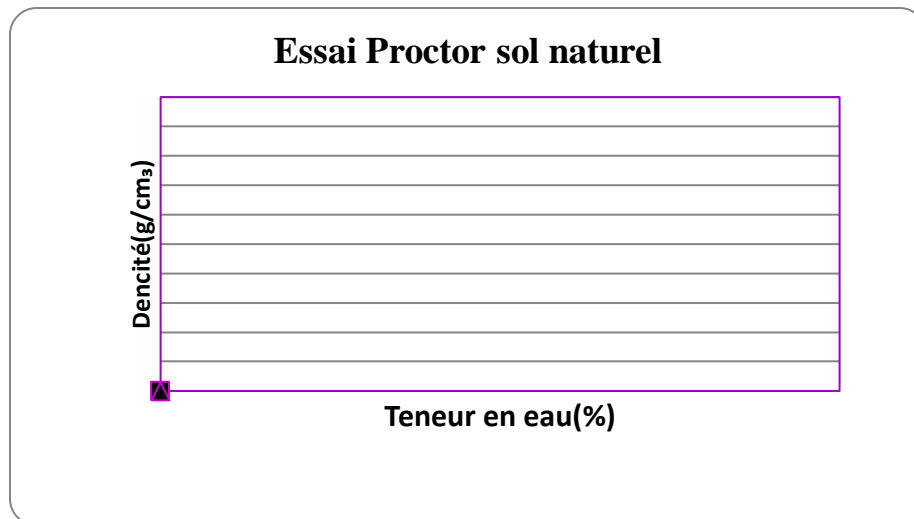 Essai Proctor sol naturel
Dencité(g/cm₃)
Teneur en eau(%)